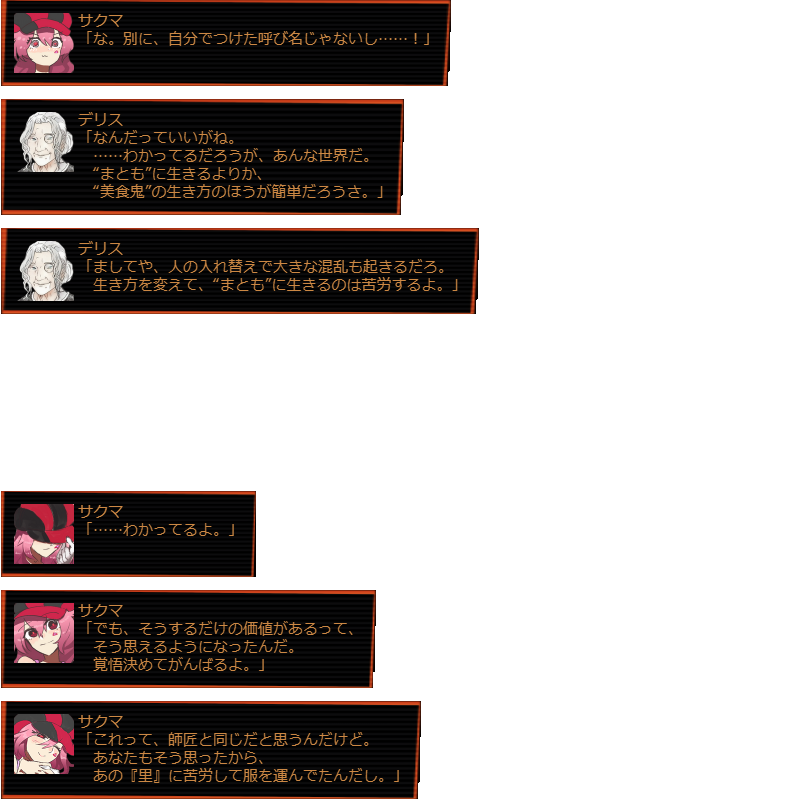 サクマ
「な。別に、自分でつけた呼び名じゃないし……！」
デリス
「なんだっていいがね。
……わかってるだろうが、あんな世界だ。
“まとも”に生きるよりか、
“美食鬼”の生き方のほうが簡単だろうさ。」
デリス
「ましてや、人の入れ替えで大きな混乱も起きるだろ。
生き方を変えて、“まとも”に生きるのは苦労するよ。」
サクマ
「……わかってるよ。」
サクマ
「でも、そうするだけの価値があるって、
そう思えるようになったんだ。
覚悟決めてがんばるよ。」
サクマ
「これって、師匠と同じだと思うんだけど。
あなたもそう思ったから、
あの『里』に苦労して服を運んでたんだし。」